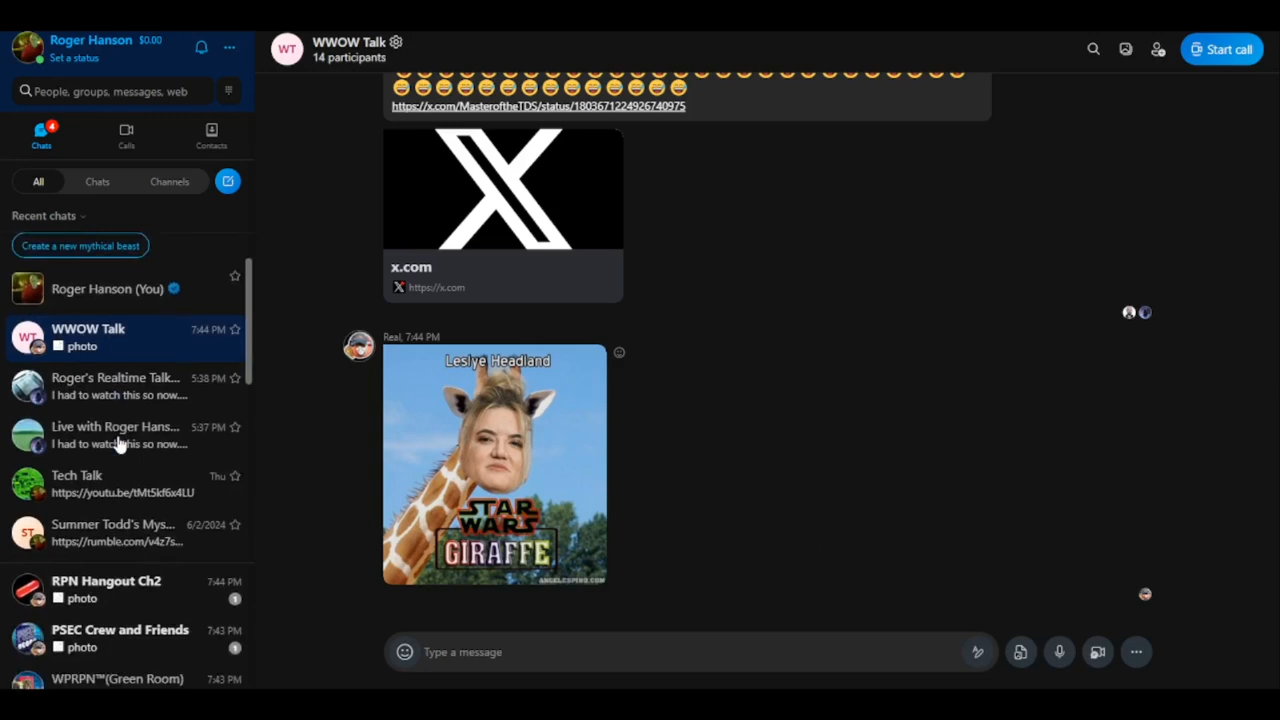 Roger Hanson $0.00
Set a status
People, groups, messages, web
4
Chats
Calls
Contacts
All
Chats
Channels
Recent chats
Create a new mythical beast
Roger Hanson (You)
WWOW Talk 7:44 PM
photo
Roger's Realtime Talk... 5:38 PM
I had to watch this so now....
Live with Roger Hans... 5:37 PM
I had to watch this so now....
Tech Talk Thu
https://youtu.be/tMt5kf6x4LU
ST
Summer Todd's Mys... 6/2/2024
https://rumble.com/v4z7s...
RPN Hangout Ch2 7:44 PM
photo 1
PSEC Crew and Friends 7:43 PM
photo 1
WPRPN™(Green Room) 7:43 PM
WT
WWOW Talk
14 participants
Start call
https://x.com/MasteroftheTDS/status/1803671224926740975
x.com
https://x.com
Real, 7:44 PM
Leslye Headland
STAR
WARS
GIRAFFE
ANGELESPINO.COM
Type a message